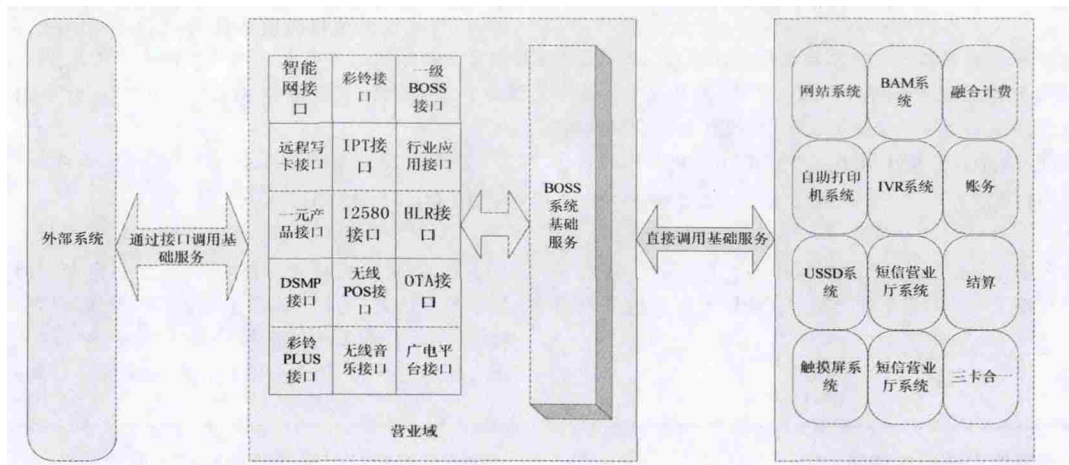 外部系统
通过接口调用基
础服务
智能
网接
口
彩铃接
口
一级
BOSS
接口
远程写
卡接口
IPT接
口
行业应
用接口
一元产
品接口
12580
接口
HLR接
口
DSMP
接口
无线
POS接
口
OTA接
口
彩铃
PLUS
接口
无线音
乐接口
广电平
台接口
营业域
BOSS
系统
基础
服务
直接调用基础服务
网站系统
BAM系
统
融合计费
自助打印
机系统
IVR系统
账务
USSD系
统
短信营业
厅系统
结算
触摸屏系
统
短信营业
厅系统
三卡合一